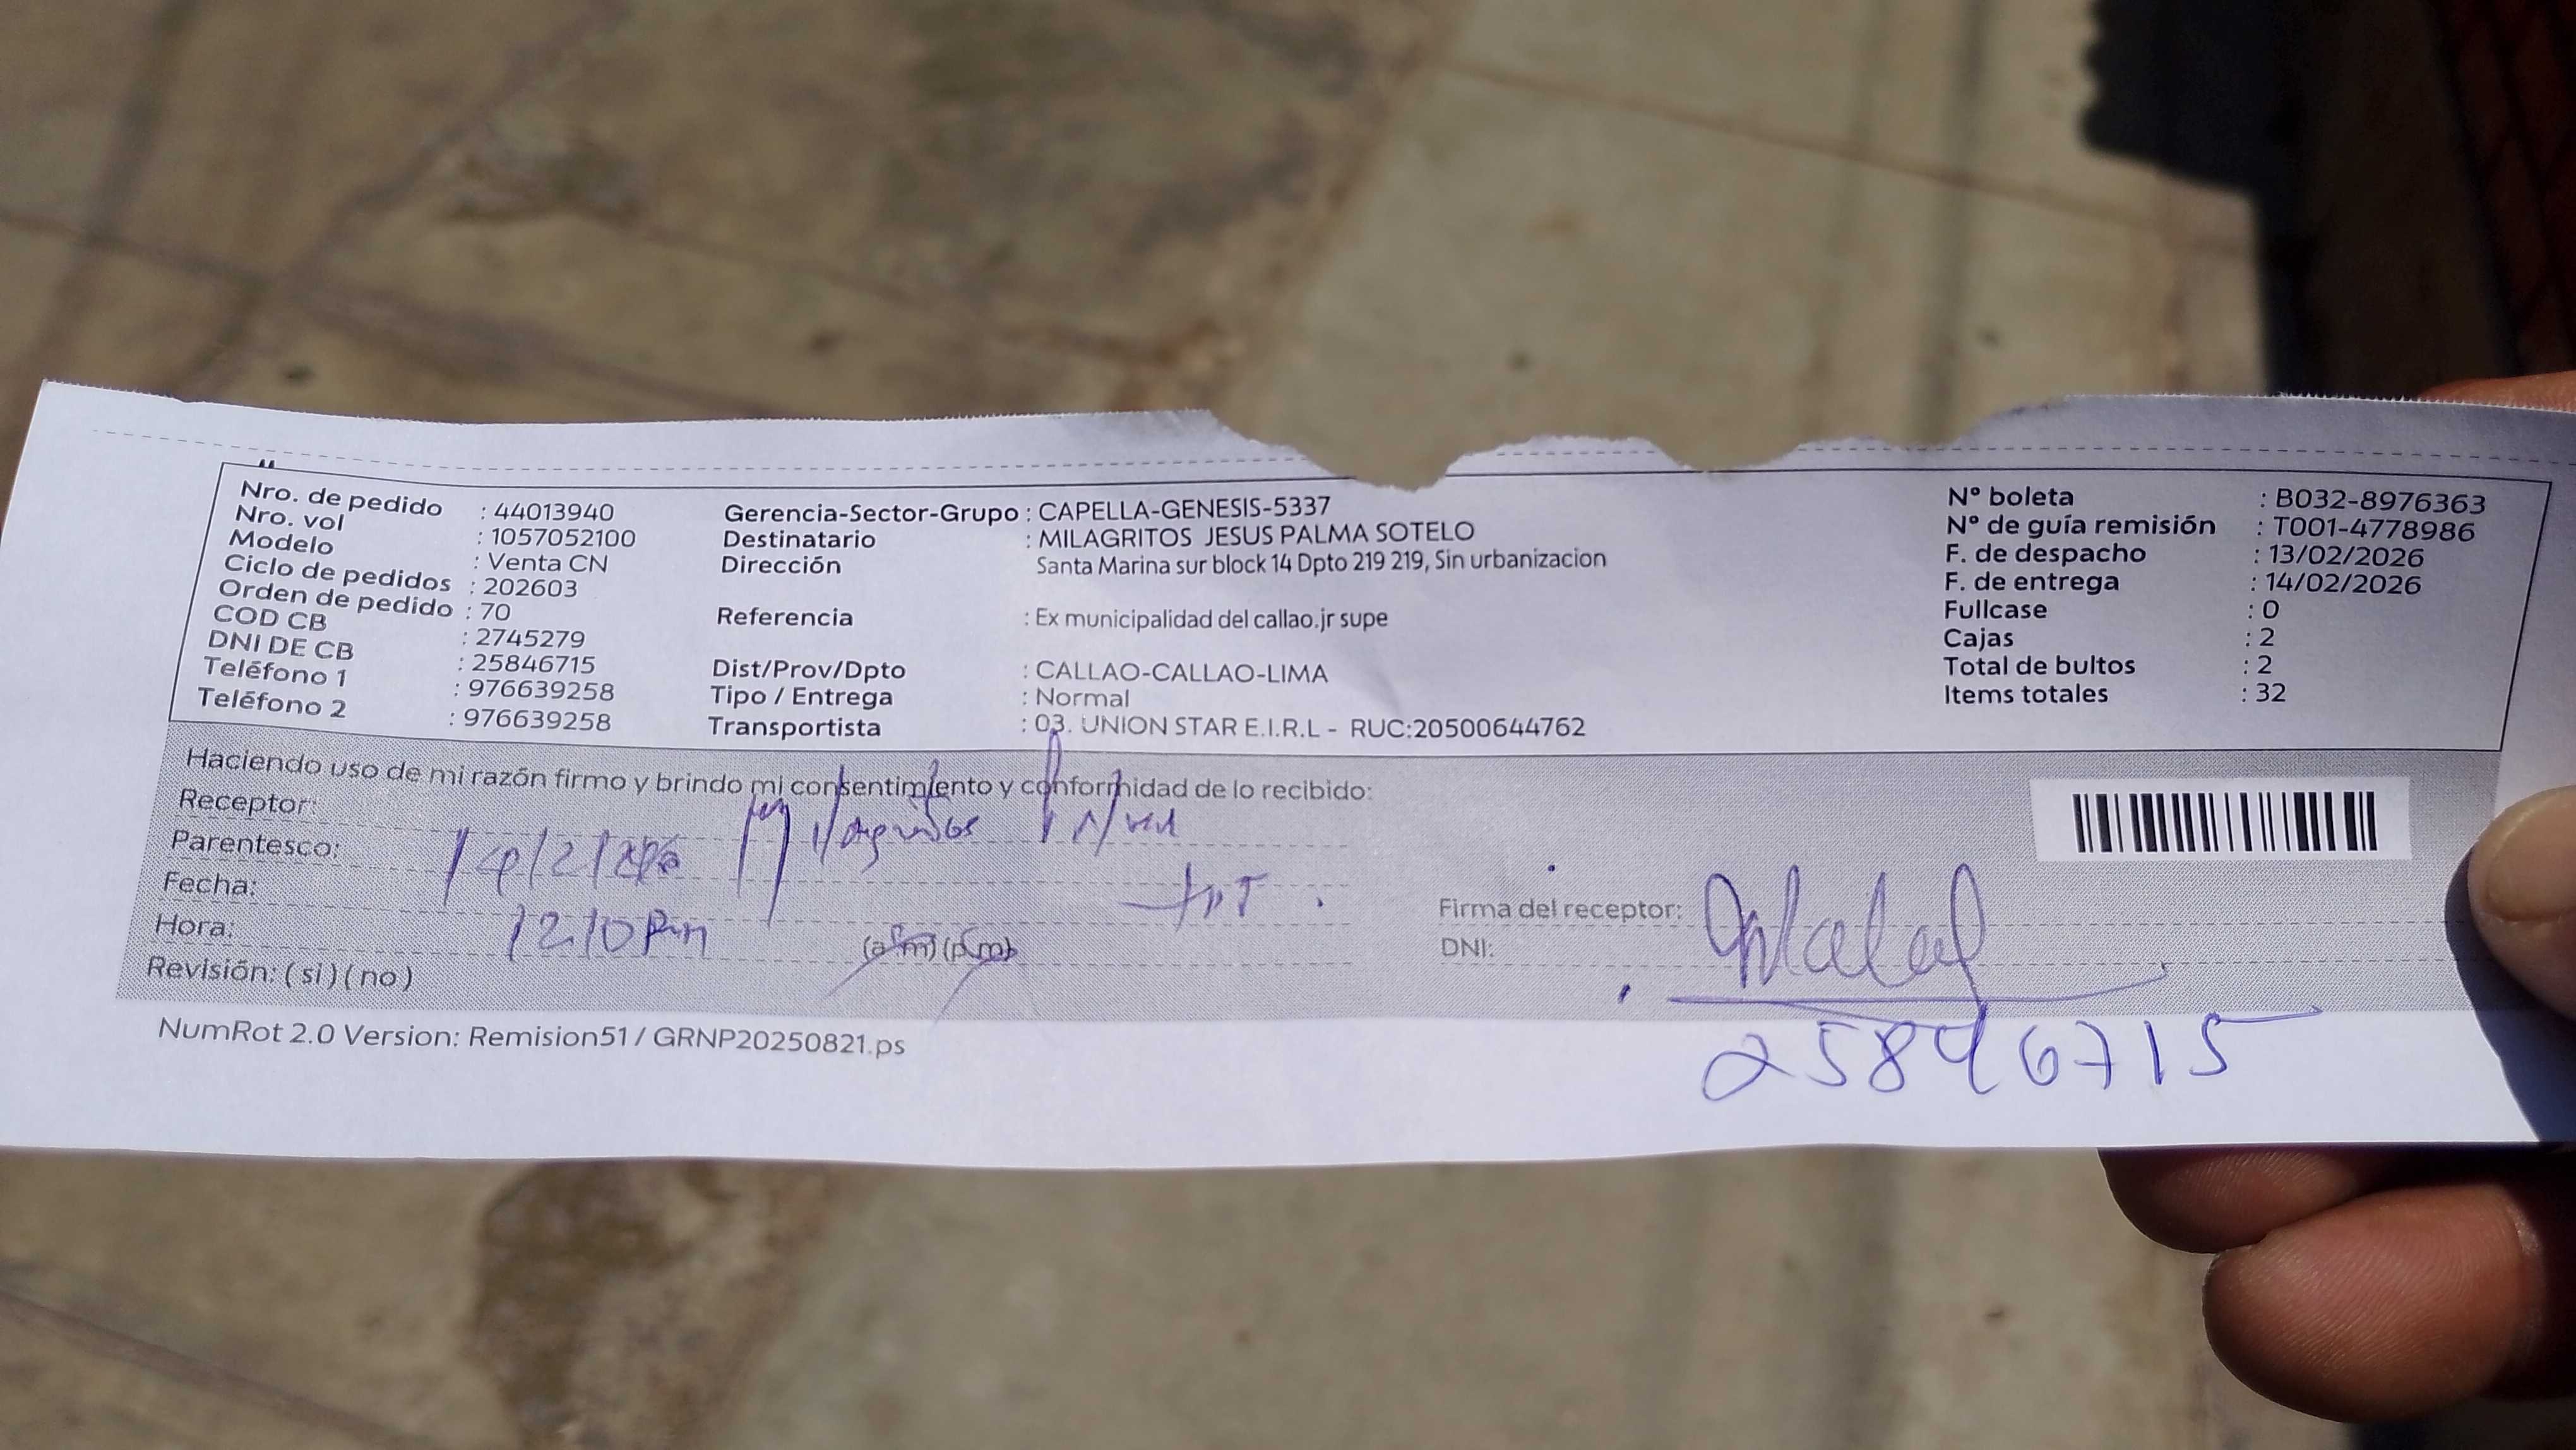 Nro. de pedido : 44013940
Nro. vol : 1057052100
Modelo : Venta CN
Ciclo de pedidos : 202603
Orden de pedido : 70
COD CB : 2745279
DNI DE CB : 25846715
Teléfono 1 : 976639258
Teléfono 2 : 976639258
Gerencia-Sector-Grupo : CAPELLA-GENESIS-5337
Destinatario : MILAGRITOS JESUS PALMA SOTELO
Dirección Santa Marina sur block 14 Dpto 219 219, Sin urbanizacion
Referencia : Ex municipalidad del callao.jr supe
Dist/Prov/Dpto : CALLAO-CALLAO-LIMA
Tipo / Entrega : Normal
Transportista : 03. UNION STAR E.I.R.L - RUC:20500644762
Nº boleta : B032-8976363
Nº de guía remisión : T001-4778986
F. de despacho : 13/02/2026
F. de entrega : 14/02/2026
Fullcase : 0
Cajas : 2
Total de bultos : 2
Items totales : 32
Haciendo uso de mi razón firmo y brindo mi consentimiento y conformidad de lo recibido:
Receptor:
Parentesco:
Fecha: 14/2/2026
Hora: 12:10 Pm (a.m) (p.m)
Revisión: (si) (no)
Firma del receptor:
DNI: 25846715
NumRot 2.0 Version: Remision51 / GRNP20250821.ps